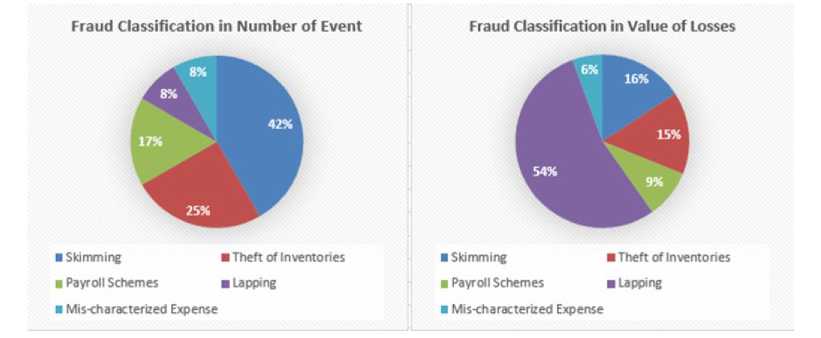 Fraud Classification in Number of Event
8%
8%
42%
17%
25%
Skimming
Theft of Inventories
Payroll Schemes
Lapping
Mis-characterized Expense
Fraud Classification in Value of Losses
6%
16%
15%
54%
9%
Skimming
Theft of Inventories
Payroll Schemes
Lapping
Mis-characterized Expense